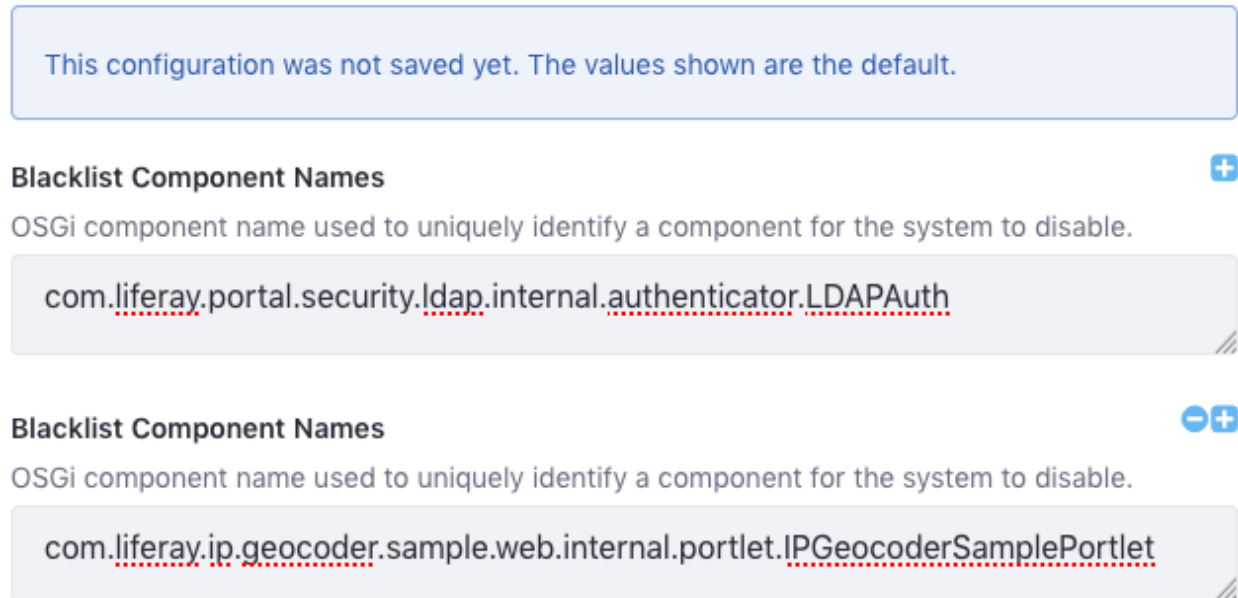 This configuration was not saved yet. The values shown are the default.
Blacklist Component Names
OSGi component name used to uniquely identify a component for the system to disable.
com.liferay.portal.security.ldap.internal.authenticator.LDAPAuth
Blacklist Component Names
OSGi component name used to uniquely identify a component for the system to disable.
com.liferay.ip.geocoder.sample.web.internal.portlet.IPGeocoderSamplePortlet